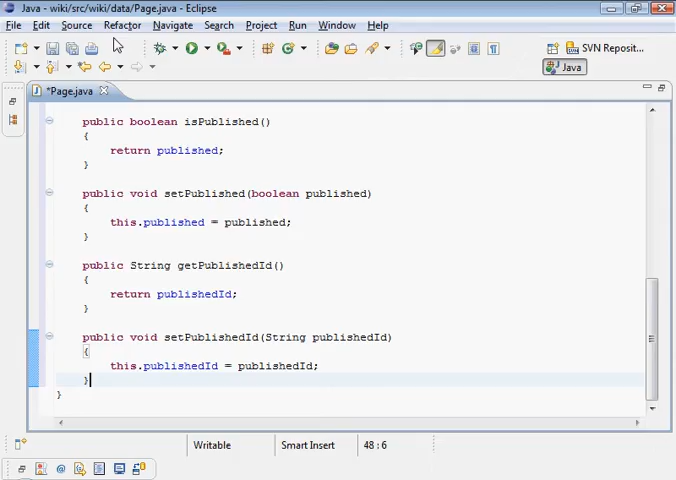 Java - wiki/src/wiki/data/Page.java - Eclipse
File Edit Source Refactor Navigate Search Project Run Window Help
SVN Reposit...
Java
*Page.java
public boolean isPublished()
{
return published;
}
public void setPublished(boolean published)
{
this.published = published;
}
public String getPublishedId()
{
return publishedId;
}
public void setPublishedId(String publishedId)
{
this.publishedId = publishedId;
}
}
Writable Smart Insert 48 : 6